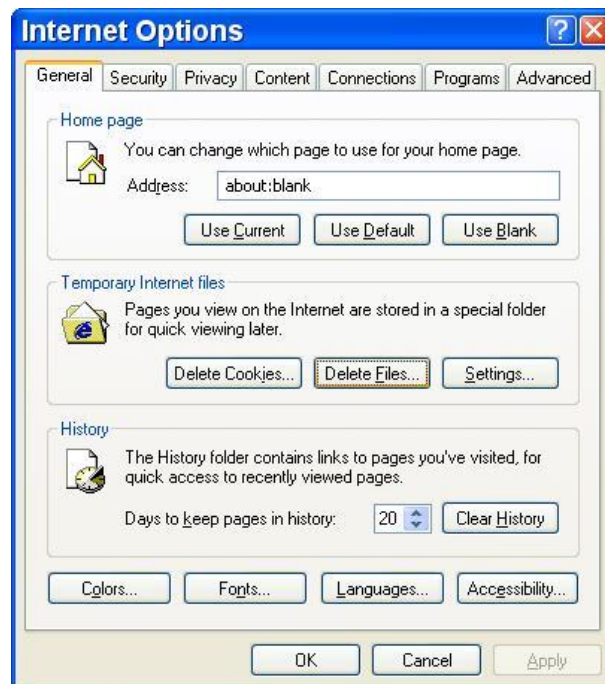 Internet Options
General Security Privacy Content Connections Programs Advanced
Home page
You can change which page to use for your home page.
Address: about:blank
Use Current Use Default Use Blank
Temporary Internet files
Pages you view on the Internet are stored in a special folder
for quick viewing later.
Delete Cookies... Delete Files... Settings...
History
The History folder contains links to pages you've visited, for
quick access to recently viewed pages.
Days to keep pages in history: 20 Clear History
Colors... Fonts... Languages... Accessibility...
OK Cancel Apply